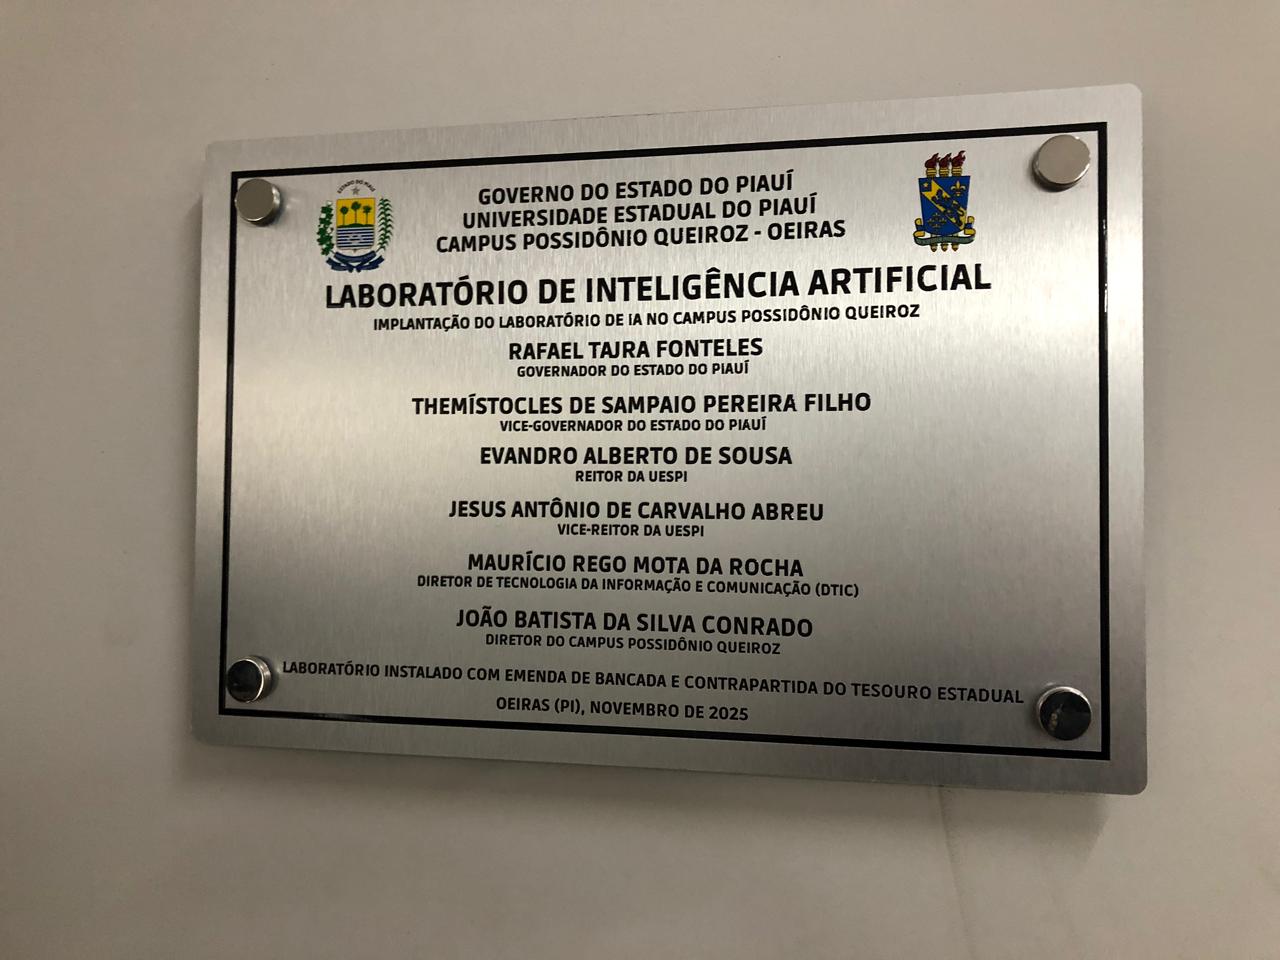 ESTADO DO PIAUÍ
GOVERNO DO ESTADO DO PIAUÍ
UNIVERSIDADE ESTADUAL DO PIAUÍ
CAMPUS POSSIDÔNIO QUEIROZ - OEIRAS
LABORATÓRIO DE INTELIGÊNCIA ARTIFICIAL
IMPLANTAÇÃO DO LABORATÓRIO DE IA NO CAMPUS POSSIDÔNIO QUEIROZ
RAFAEL TAJRA FONTELES
GOVERNADOR DO ESTADO DO PIAUÍ
THEMÍSTOCLES DE SAMPAIO PEREIRA FILHO
VICE-GOVERNADOR DO ESTADO DO PIAUÍ
EVANDRO ALBERTO DE SOUSA
REITOR DA UESPI
JESUS ANTÔNIO DE CARVALHO ABREU
VICE-REITOR DA UESPI
MAURÍCIO REGO MOTA DA ROCHA
DIRETOR DE TECNOLOGIA DA INFORMAÇÃO E COMUNICAÇÃO (DTIC)
JOÃO BATISTA DA SILVA CONRADO
DIRETOR DO CAMPUS POSSIDÔNIO QUEIROZ
LABORATÓRIO INSTALADO COM EMENDA DE BANCADA E CONTRAPARTIDA DO TESOURO ESTADUAL
OEIRAS (PI), NOVEMBRO DE 2025